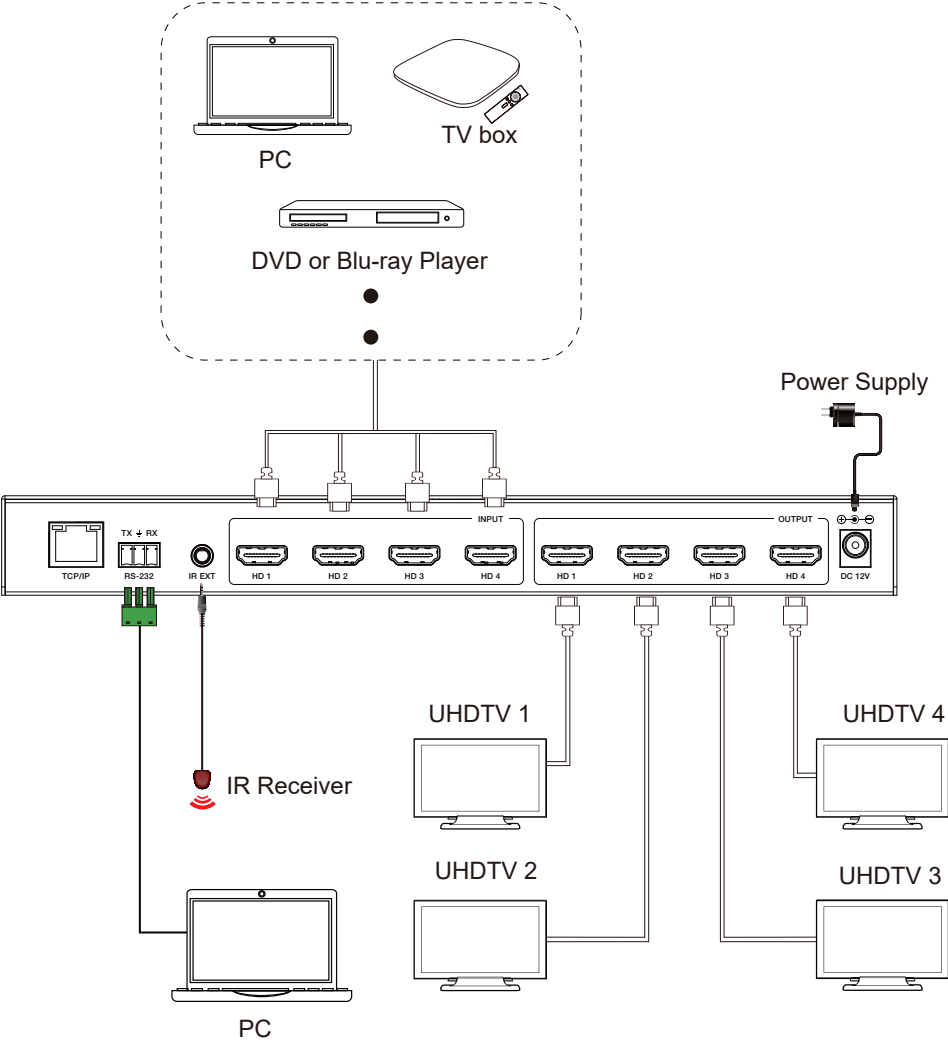 PC
TV box
DVD or Blu-ray Player
Power Supply
TX RX
INPUT
OUTPUT
TCP/IP
RS-232
IR EXT
HD 1
HD 2
HD 3
HD 4
HD 1
HD 2
HD 3
HD 4
DC 12V
UHDTV 1
UHDTV 4
IR Receiver
UHDTV 2
UHDTV 3
PC